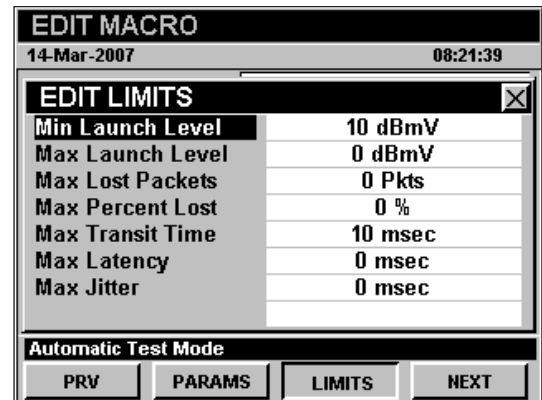 EDIT MACRO
14-Mar-2007 08:21:39
EDIT LIMITS
Min Launch Level 10 dBmV
Max Launch Level 0 dBmV
Max Lost Packets 0 Pkts
Max Percent Lost 0 %
Max Transit Time 10 msec
Max Latency 0 msec
Max Jitter 0 msec
Automatic Test Mode
PRV PARAMS LIMITS NEXT